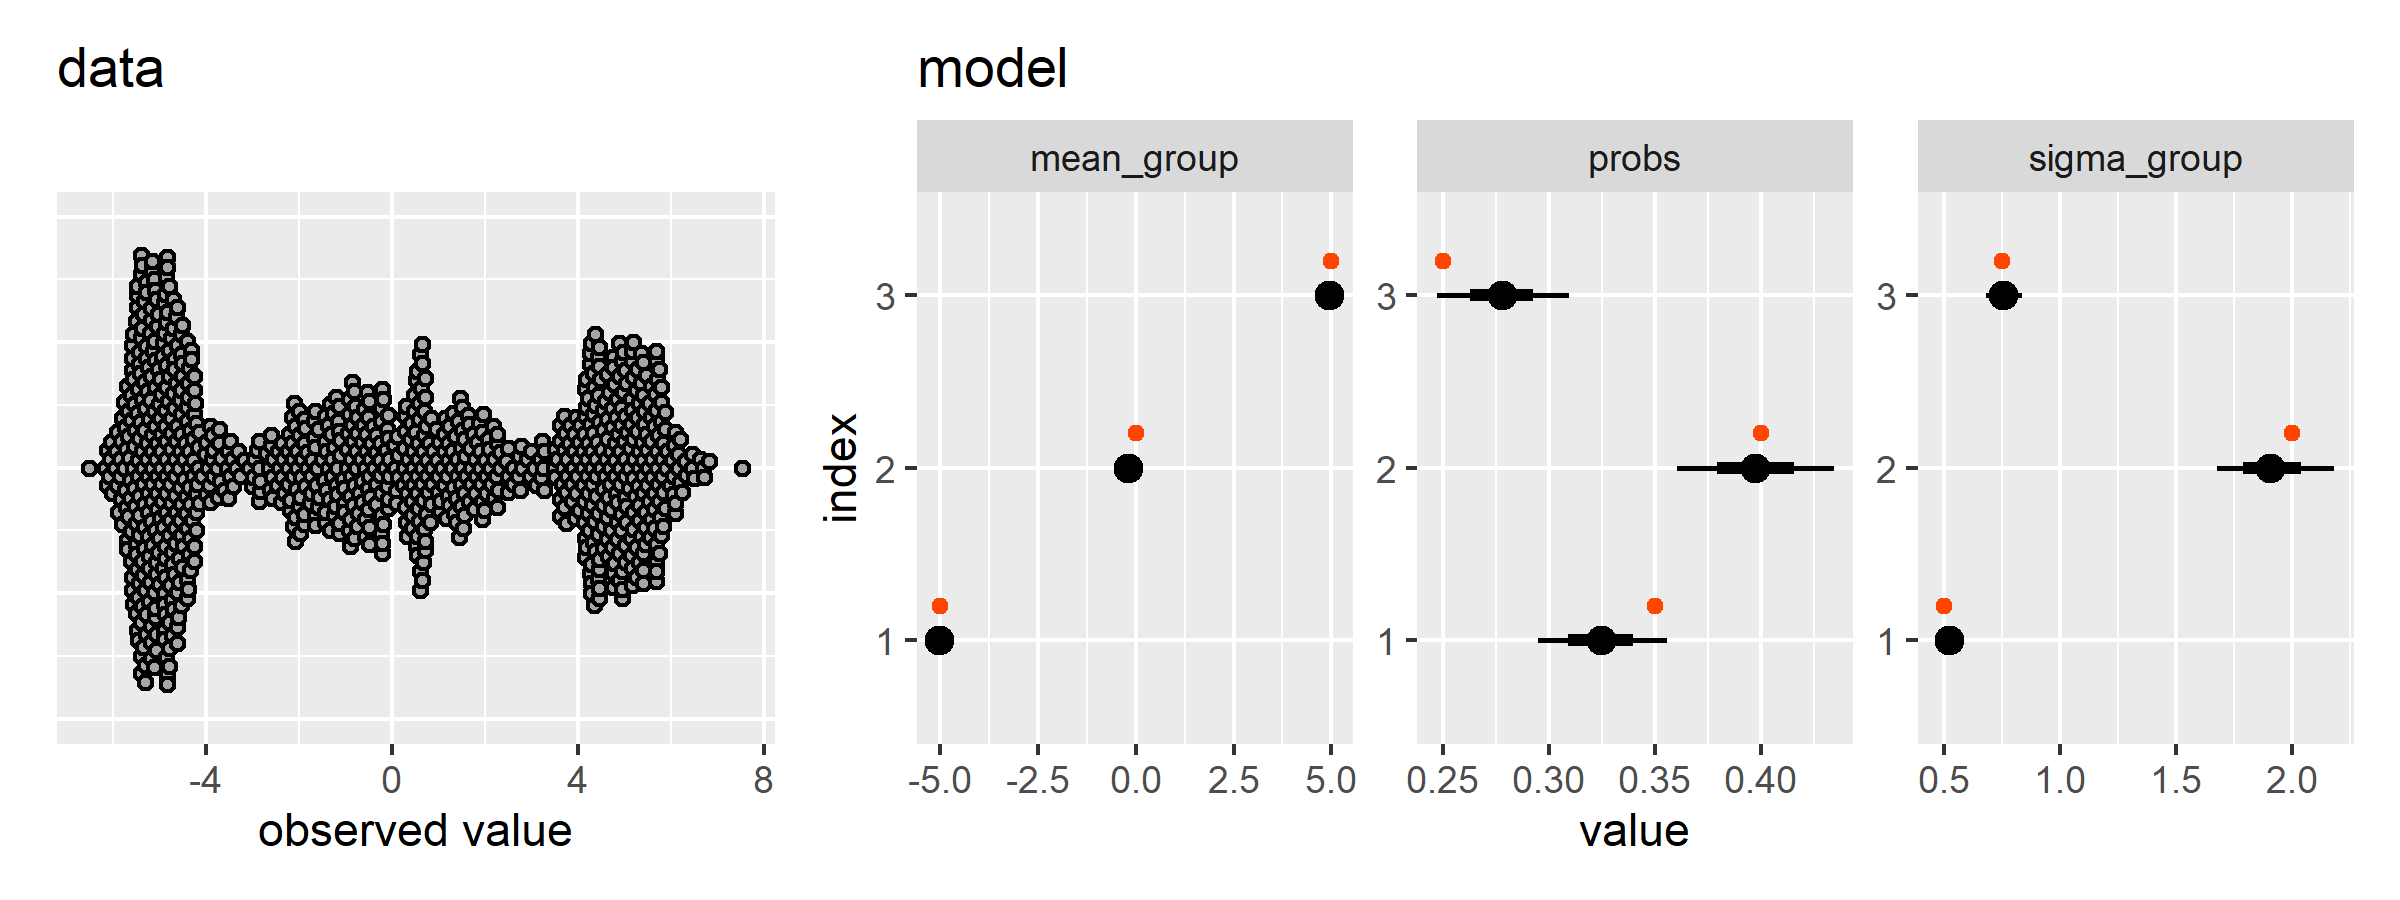 data
model
mean_group
probs
sigma_group
3
2
1
3
2
1
3
2
1
index
-4 0 4 8
-5.0 -2.5 0.0 2.5 5.0
0.25 0.30 0.35 0.40
0.5 1.0 1.5 2.0
observed value
value